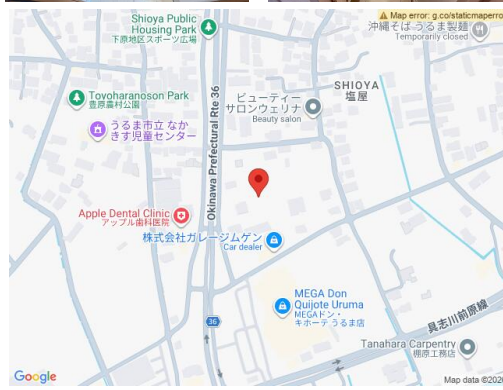 Map error: g.co/staticmaperro
Shioya Public
Housing Park
下原地区スポーツ広場
沖縄そば うるま製麺
Temporarily closed
SHIOYA
塩屋
Tovoharanoson Park
豊原農村公園
ビューティー
サロンウェリナ
Beauty salon
うるま市立 なか
きす児童センター
Okinawa Prefectural Rte 36
Apple Dental Clinic
アップル歯科医院
株式会社ガレージムゲン
Car dealer
MEGA Don
Quijote Uruma
MEGAドン・
キホーテ うるま店
36
具志川前原線
Tanahara Carpentry
棚原工務店
Google
Map data ©2026